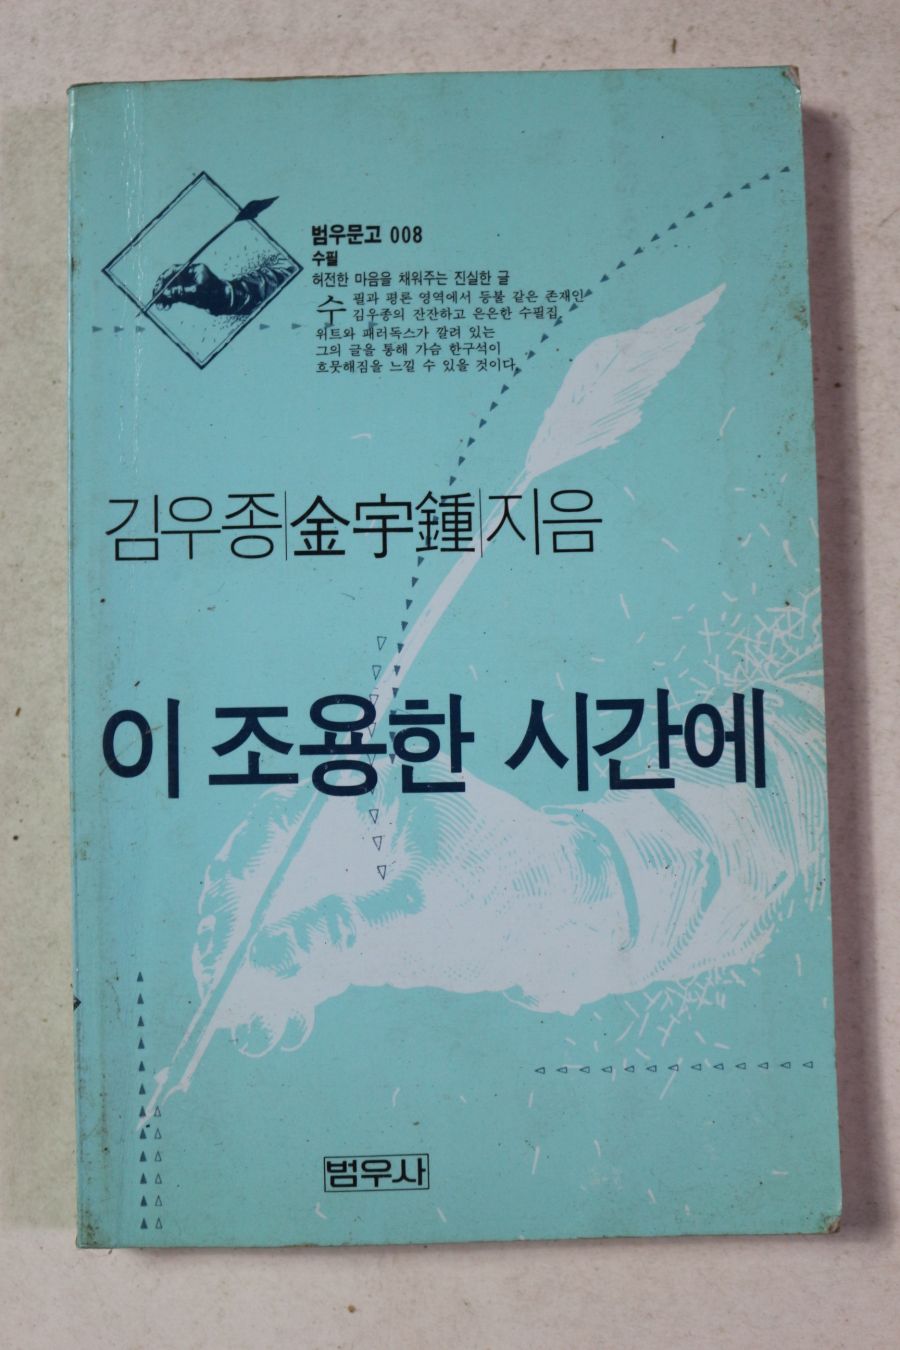 범우문고 008
수필
허전한 마음을 채워주는 진실한 글
수필과 평론 영역에서 등불 같은 존재인
김우종의 잔잔하고 은은한 수필집.
위트와 패러독스가 깔려 있는
그의 글을 통해 가슴 한구석이
흐뭇해짐을 느낄 수 있을 것이다.
김우종|金宇鍾|지음
이 조용한 시간에
범우사